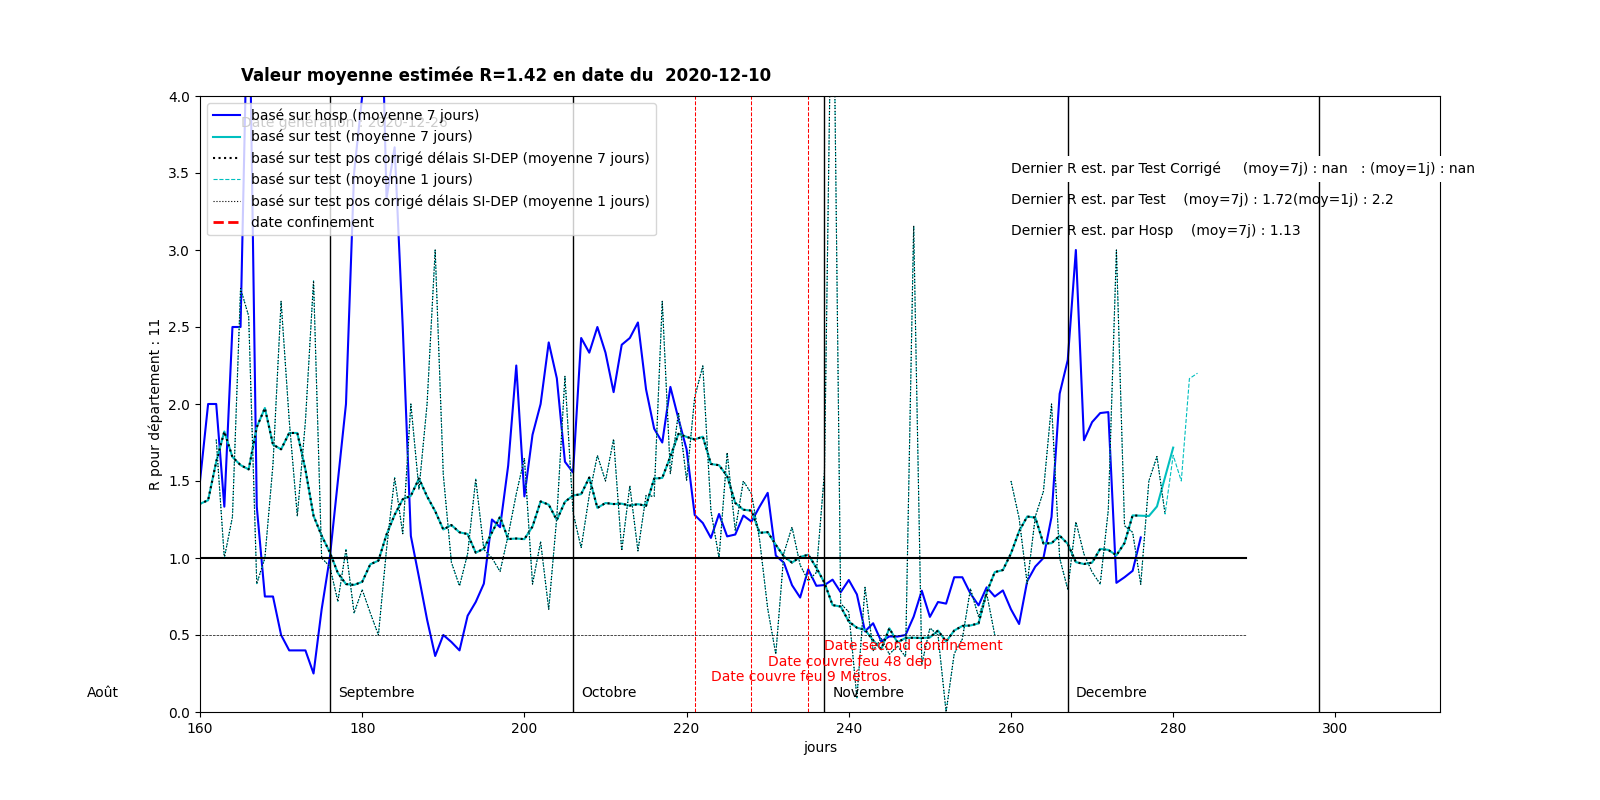 Valeur moyenne estimée R=1.42 en date du  2020-12-10
4.0
3.5
3.0
2.5
2.0
1.5
1.0
0.5
0.0
R pour département : 11
basé sur hosp (moyenne 7 jours)
basé sur test (moyenne 7 jours)
basé sur test pos corrigé délais SI-DEP (moyenne 7 jours)
basé sur test (moyenne 1 jours)
basé sur test pos corrigé délais SI-DEP (moyenne 1 jours)
date confinement
Dernier R est. par Test Corrigé (moy=7j) : nan : (moy=1j) : nan
Dernier R est. par Test (moy=7j) : 1.72(moy=1j) : 2.2
Dernier R est. par Hosp (moy=7j) : 1.13
Date second confinement
Date couvre feu 48 dep
Date couvre feu 9 Métros.
Août Septembre Octobre Novembre Decembre
160 180 200 220 240 260 280 300
jours